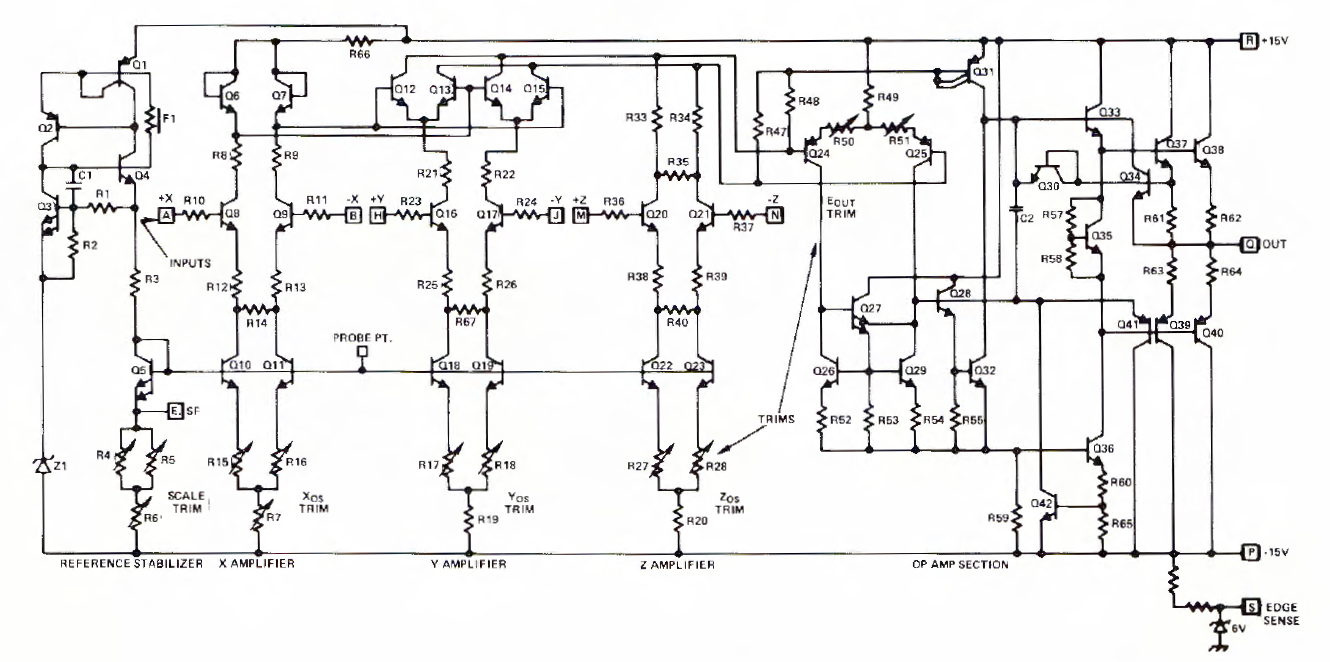 R +15V
R66
Q1
Q31
Q6 Q7 Q12 Q13 Q14 Q15
R48 R49
F1
Q2
R33 R34 R47 R50 R51
Q33
Q24 Q25
Q37 Q38
R8 R9
R35
Q4
C1
R21 R22
Q30 Q34
+X -X +Y -Y +Z -Z
Q3 R1 A R10 Q8 Q9 R11 B H R23 Q16 Q17 R24 J M R36 Q20 Q21 R37 N
EOUT
TRIM
C2 R57 R61 R62
Q35
R2
Q OUT
INPUTS
R58 R63 R64
R3 R12 R13 R25 R26 R38 R39
Q28
Q27
R14 R67 R40
Q41 Q39 Q40
PROBE PT.
Q5 Q10 Q11 Q18 Q19 Q22 Q23 Q26 Q29 Q32
E SF
TRIMS
R52 R53 R54 R55
R4 R5 R15 R16 R17 R18 R27 R28
Q36
Z1
R60
SCALE
TRIM
XOS
TRIM
YOS
TRIM
ZOS
TRIM
Q42
R6 R7 R19 R20 R59 R65
P -15V
REFERENCE STABILIZER X AMPLIFIER Y AMPLIFIER Z AMPLIFIER OP AMP SECTION
S EDGE
SENSE
6V